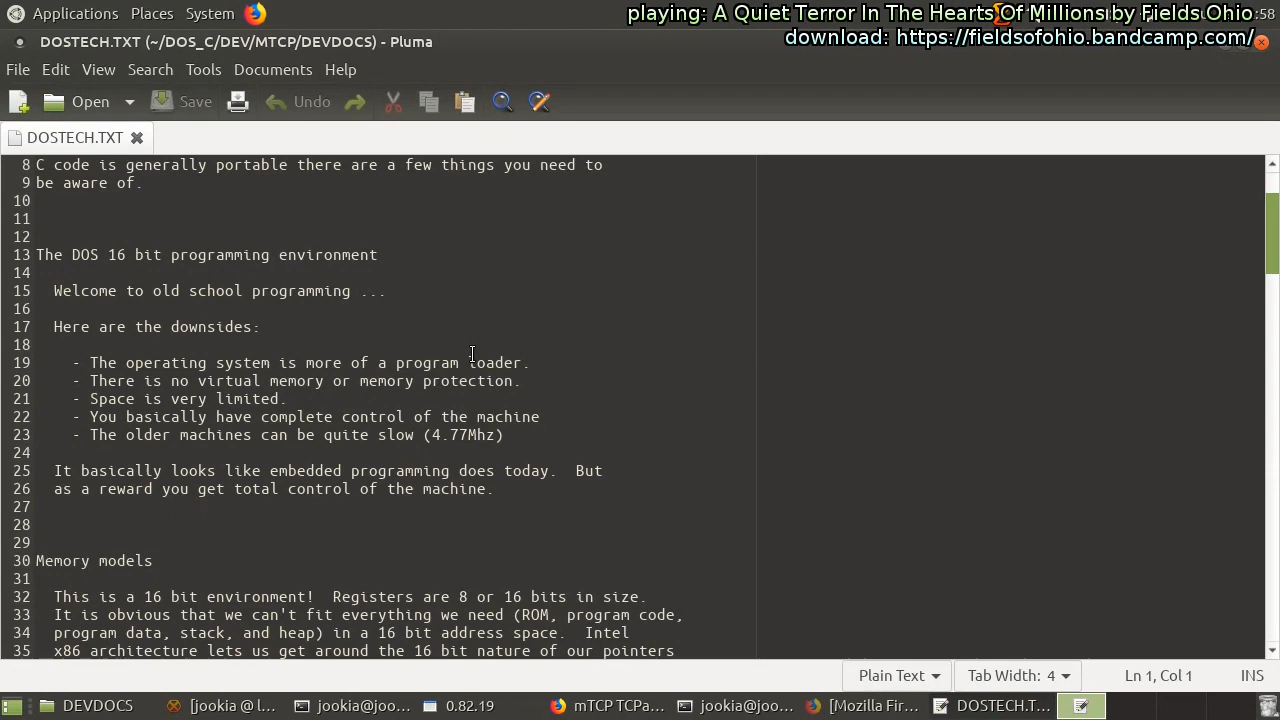 Applications Places System
playing: A Quiet Terror In The Hearts Of Millions by Fields Ohio
:58
download: https://fieldsofohio.bandcamp.com/
DOSTECH.TXT (~/DOS_C/DEV/MTCP/DEVDOCS) - Pluma
File Edit View Search Tools Documents Help
Open Save Undo
DOSTECH.TXT
8 C code is generally portable there are a few things you need to
9 be aware of.
10
11
12
13 The DOS 16 bit programming environment
14
15 Welcome to old school programming ...
16
17 Here are the downsides:
18
19 - The operating system is more of a program loader.
20 - There is no virtual memory or memory protection.
21 - Space is very limited.
22 - You basically have complete control of the machine
23 - The older machines can be quite slow (4.77Mhz)
24
25 It basically looks like embedded programming does today.  But
26 as a reward you get total control of the machine.
27
28
29
30 Memory models
31
32 This is a 16 bit environment!  Registers are 8 or 16 bits in size.
33 It is obvious that we can't fit everything we need (ROM, program code,
34 program data, stack, and heap) in a 16 bit address space.  Intel
35 x86 architecture lets us get around the 16 bit nature of our pointers
Plain Text Tab Width: 4 Ln 1, Col 1 INS
DEVDOCS [jookia @ l... jookia@joo... 0.82.19 mTCP TCPa... jookia@joo... [Mozilla Fir... DOSTECH.T...